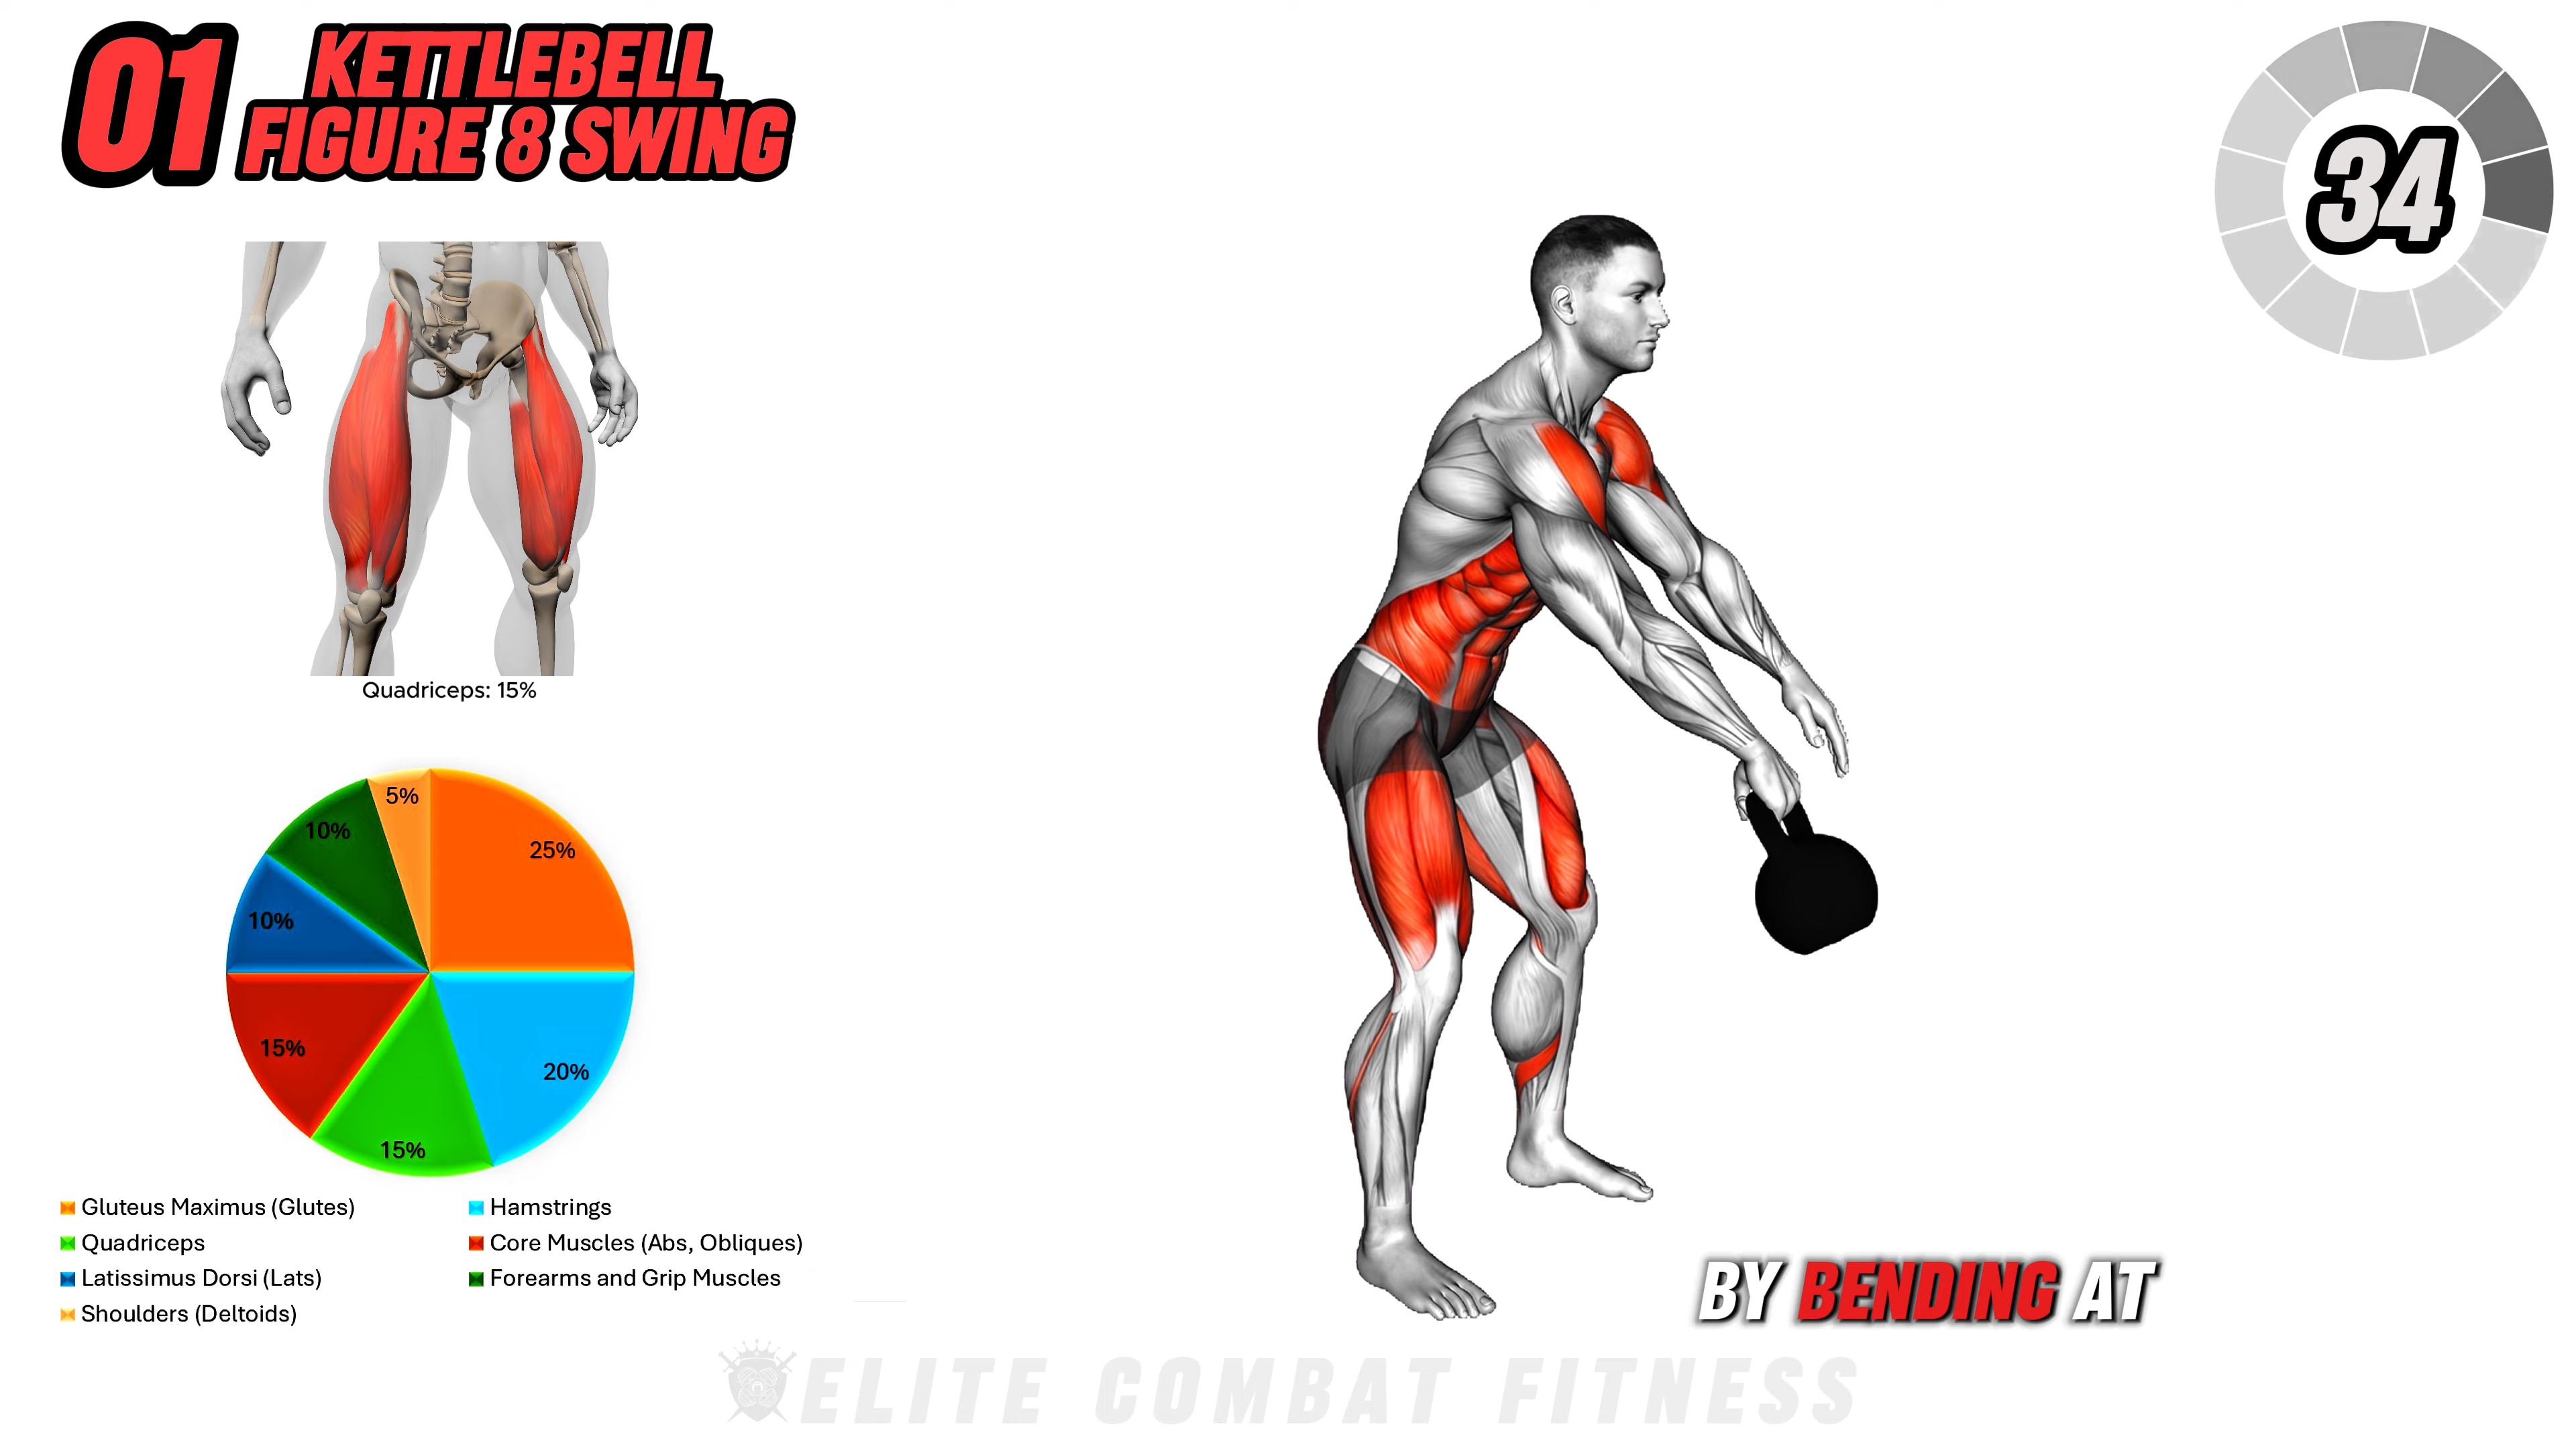 01
KETTLEBELL
FIGURE 8 SWING
34
Quadriceps: 15%
5%
10%
25%
10%
15%
20%
15%
Gluteus Maximus (Glutes)
Hamstrings
Quadriceps
Core Muscles (Abs, Obliques)
Latissimus Dorsi (Lats)
Forearms and Grip Muscles
Shoulders (Deltoids)
BY BENDING AT
ELITE COMBAT FITNESS